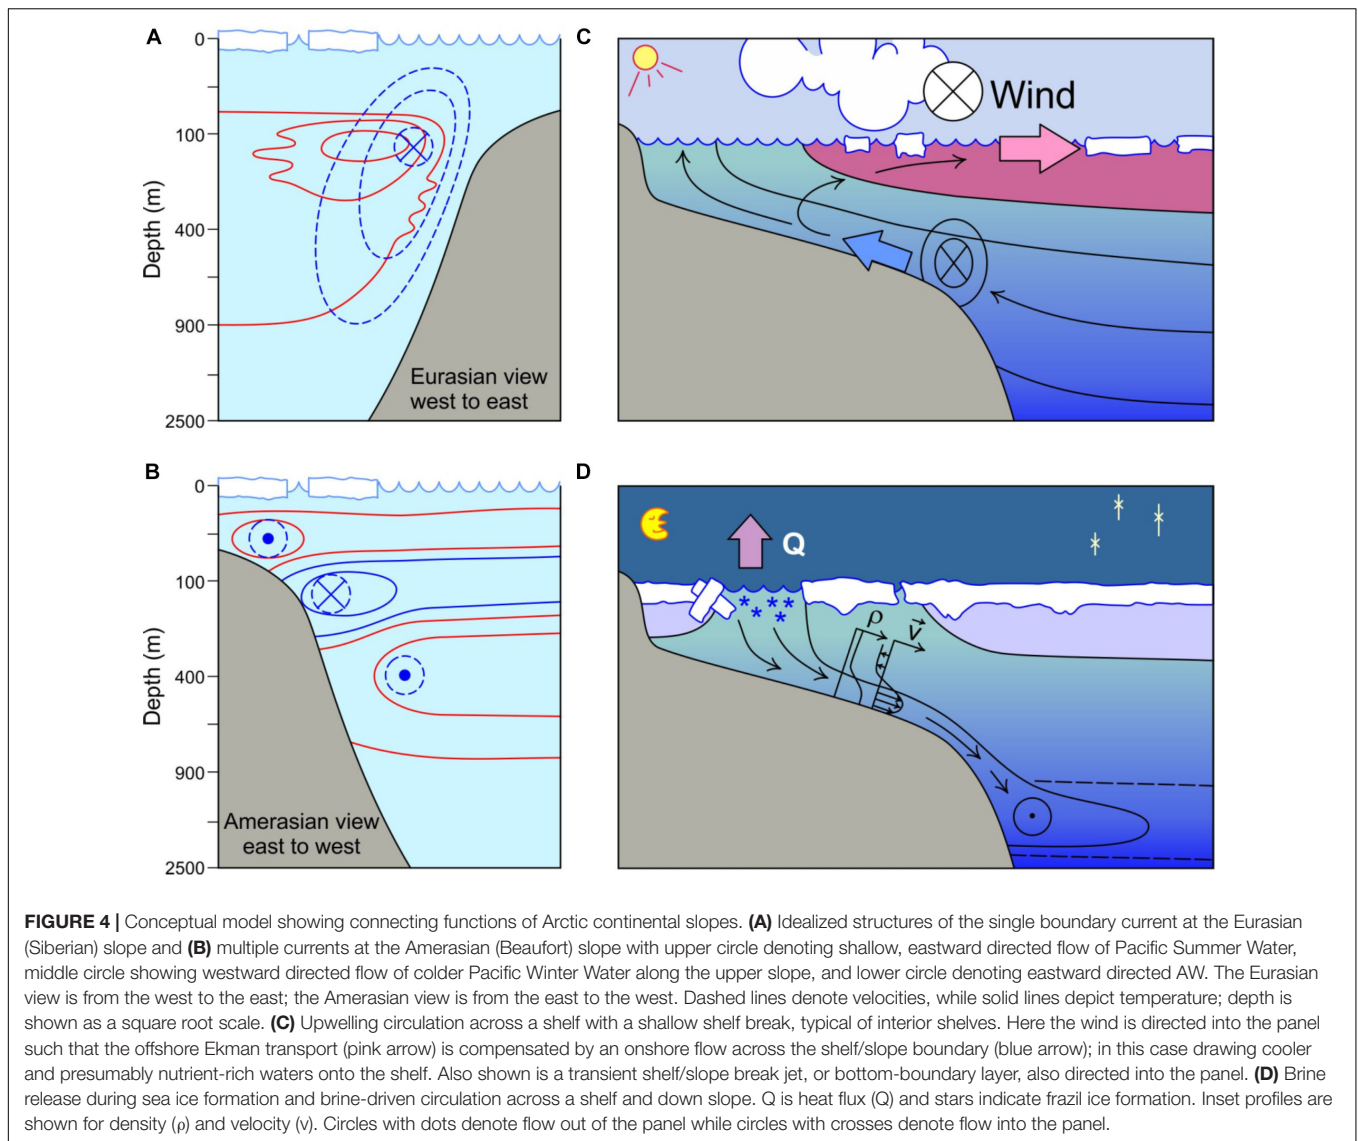 A
0
100
400
900
2500
Depth (m)
Eurasian view
west to east
C
Wind
B
0
100
400
900
2500
Depth (m)
Amerasian view
east to west
D
Q
ρ
v
FIGURE 4 | Conceptual model showing connecting functions of Arctic continental slopes. (A) Idealized structures of the single boundary current at the Eurasian
(Siberian) slope and (B) multiple currents at the Amerasian (Beaufort) slope with upper circle denoting shallow, eastward directed flow of Pacific Summer Water,
middle circle showing westward directed flow of colder Pacific Winter Water along the upper slope, and lower circle denoting eastward directed AW. The Eurasian
view is from the west to the east; the Amerasian view is from the east to the west. Dashed lines denote velocities, while solid lines depict temperature; depth is
shown as a square root scale. (C) Upwelling circulation across a shelf with a shallow shelf break, typical of interior shelves. Here the wind is directed into the panel
such that the offshore Ekman transport (pink arrow) is compensated by an onshore flow across the shelf/slope boundary (blue arrow); in this case drawing cooler
and presumably nutrient-rich waters onto the shelf. Also shown is a transient shelf/slope break jet, or bottom-boundary layer, also directed into the panel. (D) Brine
release during sea ice formation and brine-driven circulation across a shelf and down slope. Q is heat flux (Q) and stars indicate frazil ice formation. Inset profiles are
shown for density (ρ) and velocity (v). Circles with dots denote flow out of the panel while circles with crosses denote flow into the panel.